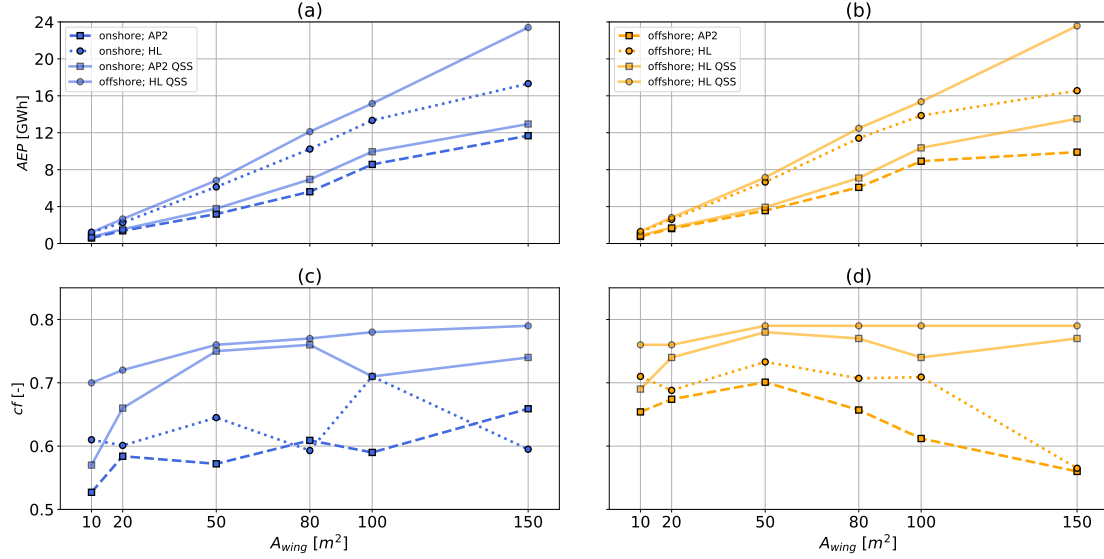 (a)
(b)
24
20
16
12
8
4
0
AEP [GWh]
onshore; AP2
onshore; HL
onshore; AP2 QSS
offshore; HL QSS
offshore; AP2
offshore; HL
offshore; HL QSS
offshore; HL QSS
(c)
(d)
0.8
0.7
0.6
0.5
cf [-]
10 20 50 80 100 150
10 20 50 80 100 150
A_wing [m²]
A_wing [m²]